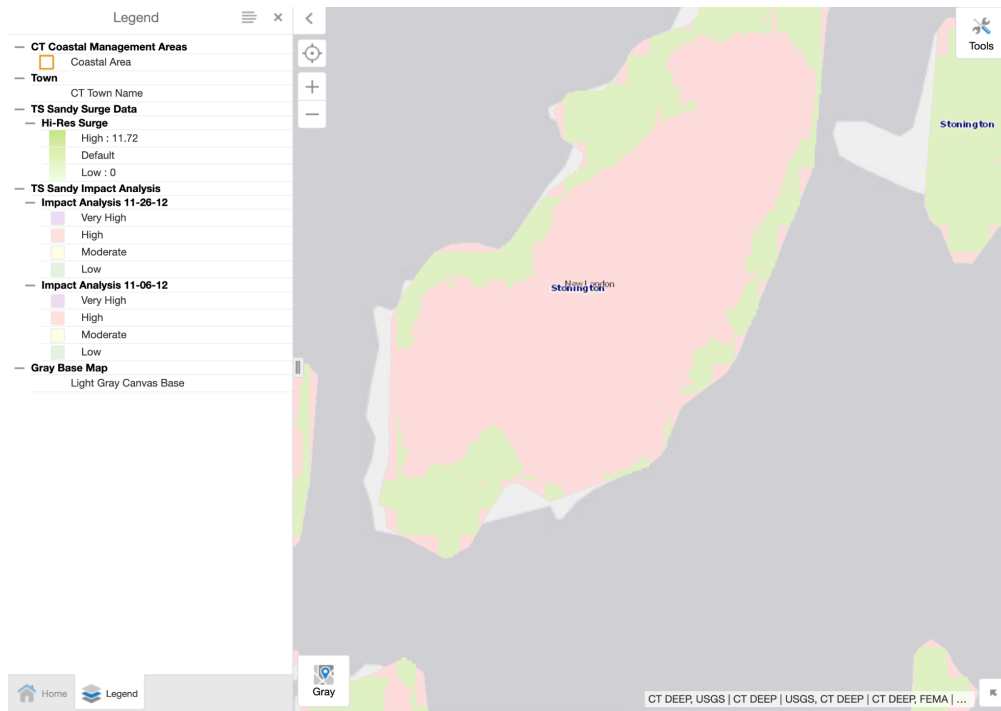 Legend
CT Coastal Management Areas
Coastal Area
Town
CT Town Name
TS Sandy Surge Data
Hi-Res Surge
High : 11.72
Default
Low : 0
TS Sandy Impact Analysis
Impact Analysis 11-26-12
Very High
High
Moderate
Low
Impact Analysis 11-06-12
Very High
High
Moderate
Low
Gray Base Map
Light Gray Canvas Base
Home
Legend
Tools
Stonington
New London
Stonington
Gray
CT DEEP, USGS | CT DEEP | USGS, CT DEEP | CT DEEP, FEMA | ...